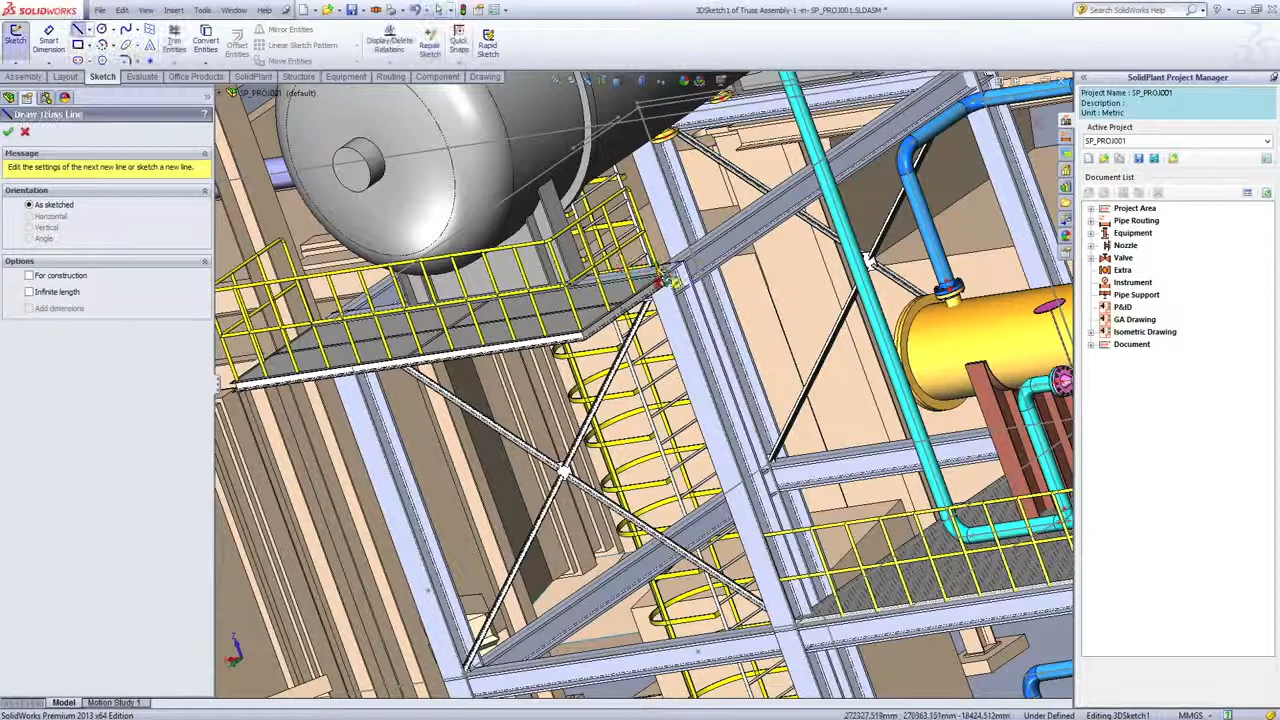 SOLIDWORKS
File
Edit
View
Insert
Tools
Window
Help
3DSketch1 of Truss Assembly-1 -in- SP_PROJ001.SLDASM *
Search SolidWorks Help
Sketch
Smart Dimension
Trim Entities
Convert Entities
Offset Entities
Mirror Entities
Linear Sketch Pattern
Move Entities
Display/Delete Relations
Repair Sketch
Quick Snaps
Rapid Sketch
Assembly
Layout
Sketch
Evaluate
Office Products
SolidPlant
Structure
Equipment
Routing
Component
Drawing
SP_PROJ001 (default)
Draw Truss Line
?
Message
Edit the settings of the next new line or sketch a new line.
Orientation
As sketched
Horizontal
Vertical
Angle
Options
For construction
Infinite length
Add dimensions
SolidPlant Project Manager
Project Name : SP_PROJ001
Description :
Unit : Metric
Active Project
SP_PROJ001
Document List
Project Area
Pipe Routing
Equipment
Nozzle
Valve
Extra
Instrument
Pipe Support
P&ID
GA Drawing
Isometric Drawing
Document
Z
Model
Motion Study 1
SolidWorks Premium 2013 x64 Edition
Under Defined
Editing 3DSketch1
MMGS